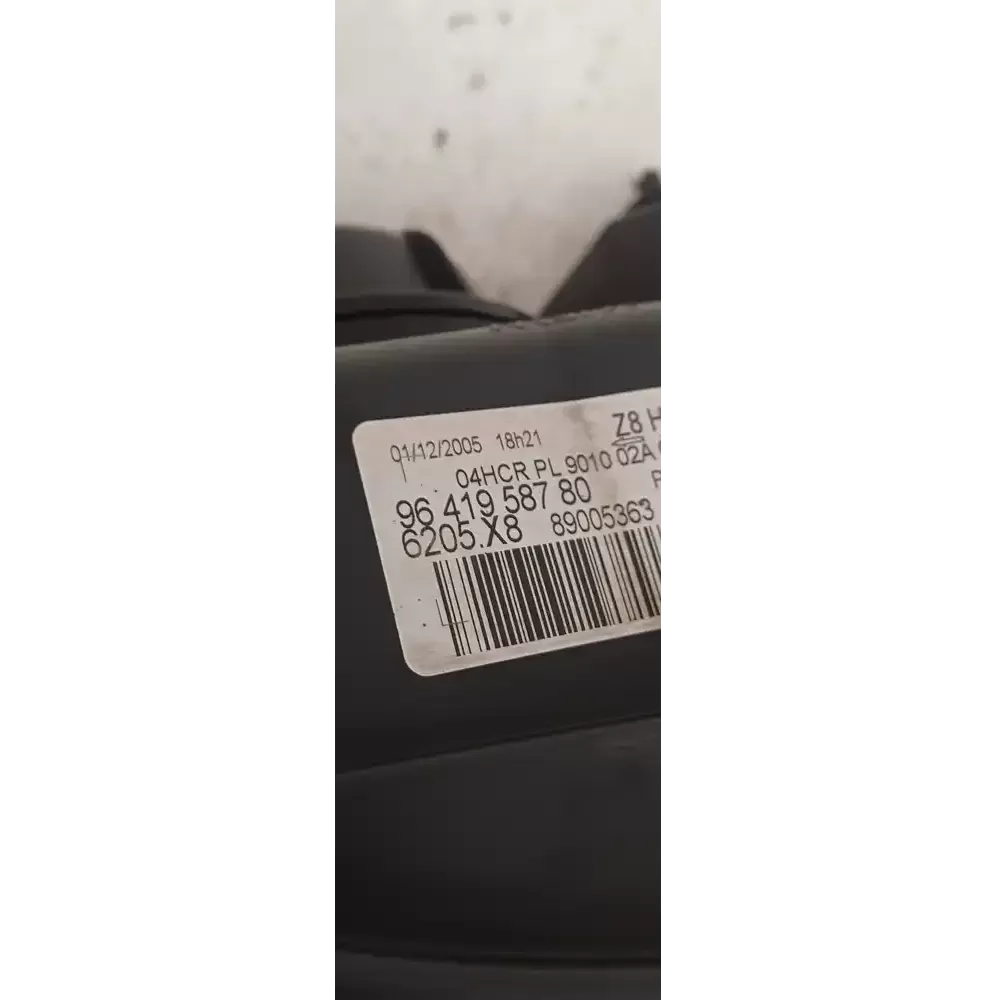 01/12/2005 18h21
Z8 H
04HCR PL 9010 02A
96 419 587 80
6205.X8 89005363